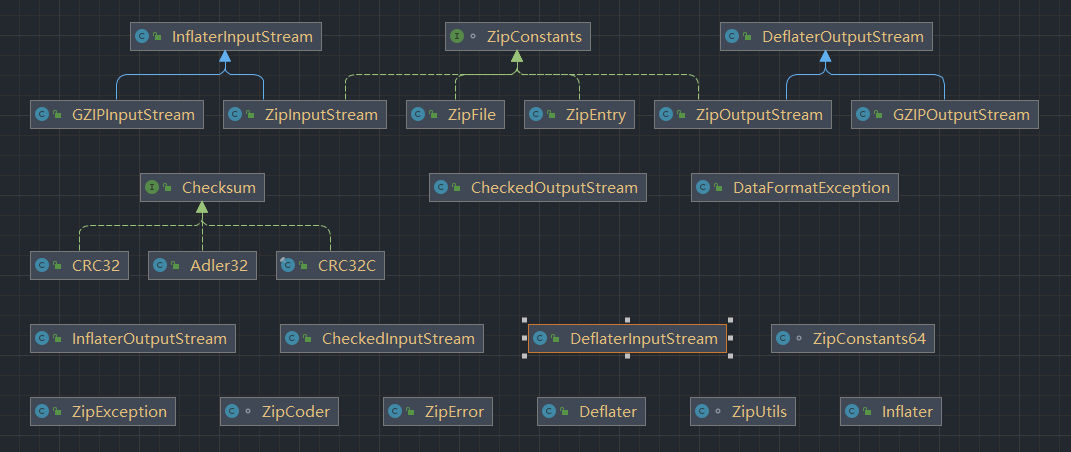 InflaterInputStream
ZipConstants
DeflaterOutputStream
GZIPInputStream
ZipInputStream
ZipFile
ZipEntry
ZipOutputStream
GZIPOutputStream
Checksum
CheckedOutputStream
DataFormatException
CRC32
Adler32
CRC32C
InflaterOutputStream
CheckedInputStream
DeflaterInputStream
ZipConstants64
ZipException
ZipCoder
ZipError
Deflater
ZipUtils
Inflater